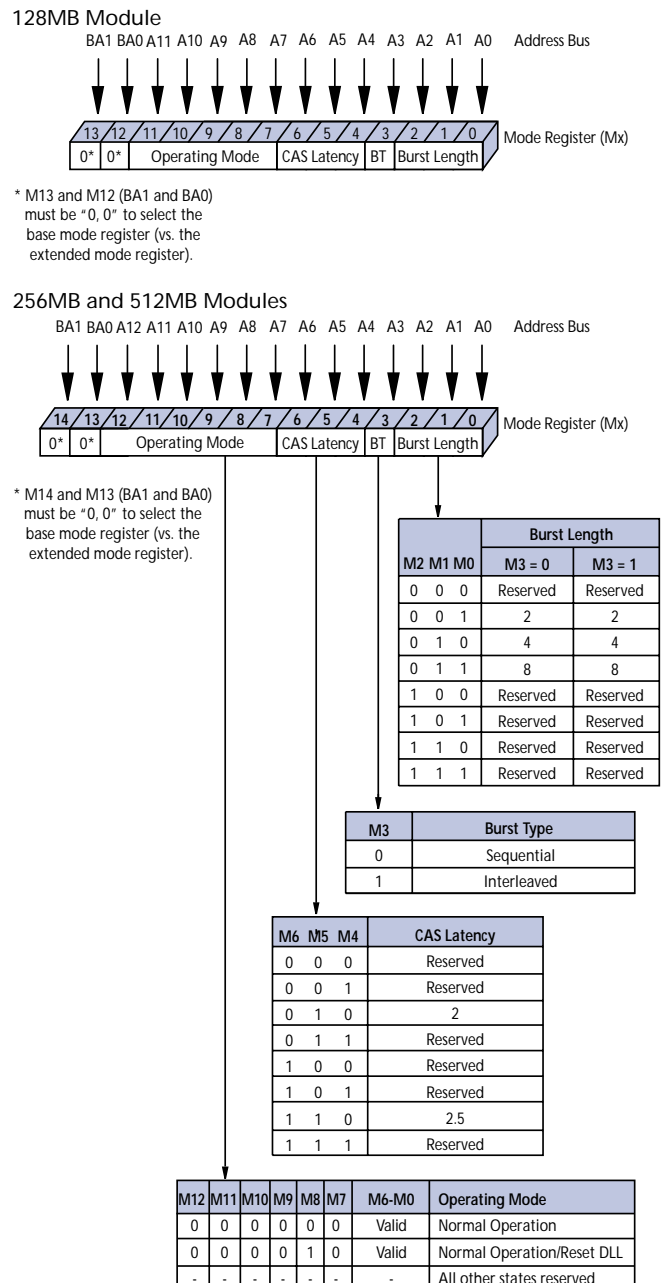 128MB Module
BA1 BA0 A11 A10 A9 A8 A7 A6 A5 A4 A3 A2 A1 A0 Address Bus
13 12 11 10 9 8 7 6 5 4 3 2 1 0 Mode Register (Mx)
0* 0* Operating Mode CAS Latency BT Burst Length
* M13 and M12 (BA1 and BA0)
must be "0, 0" to select the
base mode register (vs. the
extended mode register).
256MB and 512MB Modules
BA1 BA0 A12 A11 A10 A9 A8 A7 A6 A5 A4 A3 A2 A1 A0 Address Bus
14 13 12 11 10 9 8 7 6 5 4 3 2 1 0 Mode Register (Mx)
0* 0* Operating Mode CAS Latency BT Burst Length
* M14 and M13 (BA1 and BA0)
must be "0, 0" to select the
base mode register (vs. the
extended mode register).
Burst Length
M2 M1 M0 M3 = 0 M3 = 1
0 0 0 Reserved Reserved
0 0 1 2 2
0 1 0 4 4
0 1 1 8 8
1 0 0 Reserved Reserved
1 0 1 Reserved Reserved
1 1 0 Reserved Reserved
1 1 1 Reserved Reserved
M3 Burst Type
0 Sequential
1 Interleaved
M6 M5 M4 CAS Latency
0 0 0 Reserved
0 0 1 Reserved
0 1 0 2
0 1 1 Reserved
1 0 0 Reserved
1 0 1 Reserved
1 1 0 2.5
1 1 1 Reserved
M12 M11 M10 M9 M8 M7 M6-M0 Operating Mode
0 0 0 0 0 0 Valid Normal Operation
0 0 0 0 1 0 Valid Normal Operation/Reset DLL
- - - - - - - All other states reserved